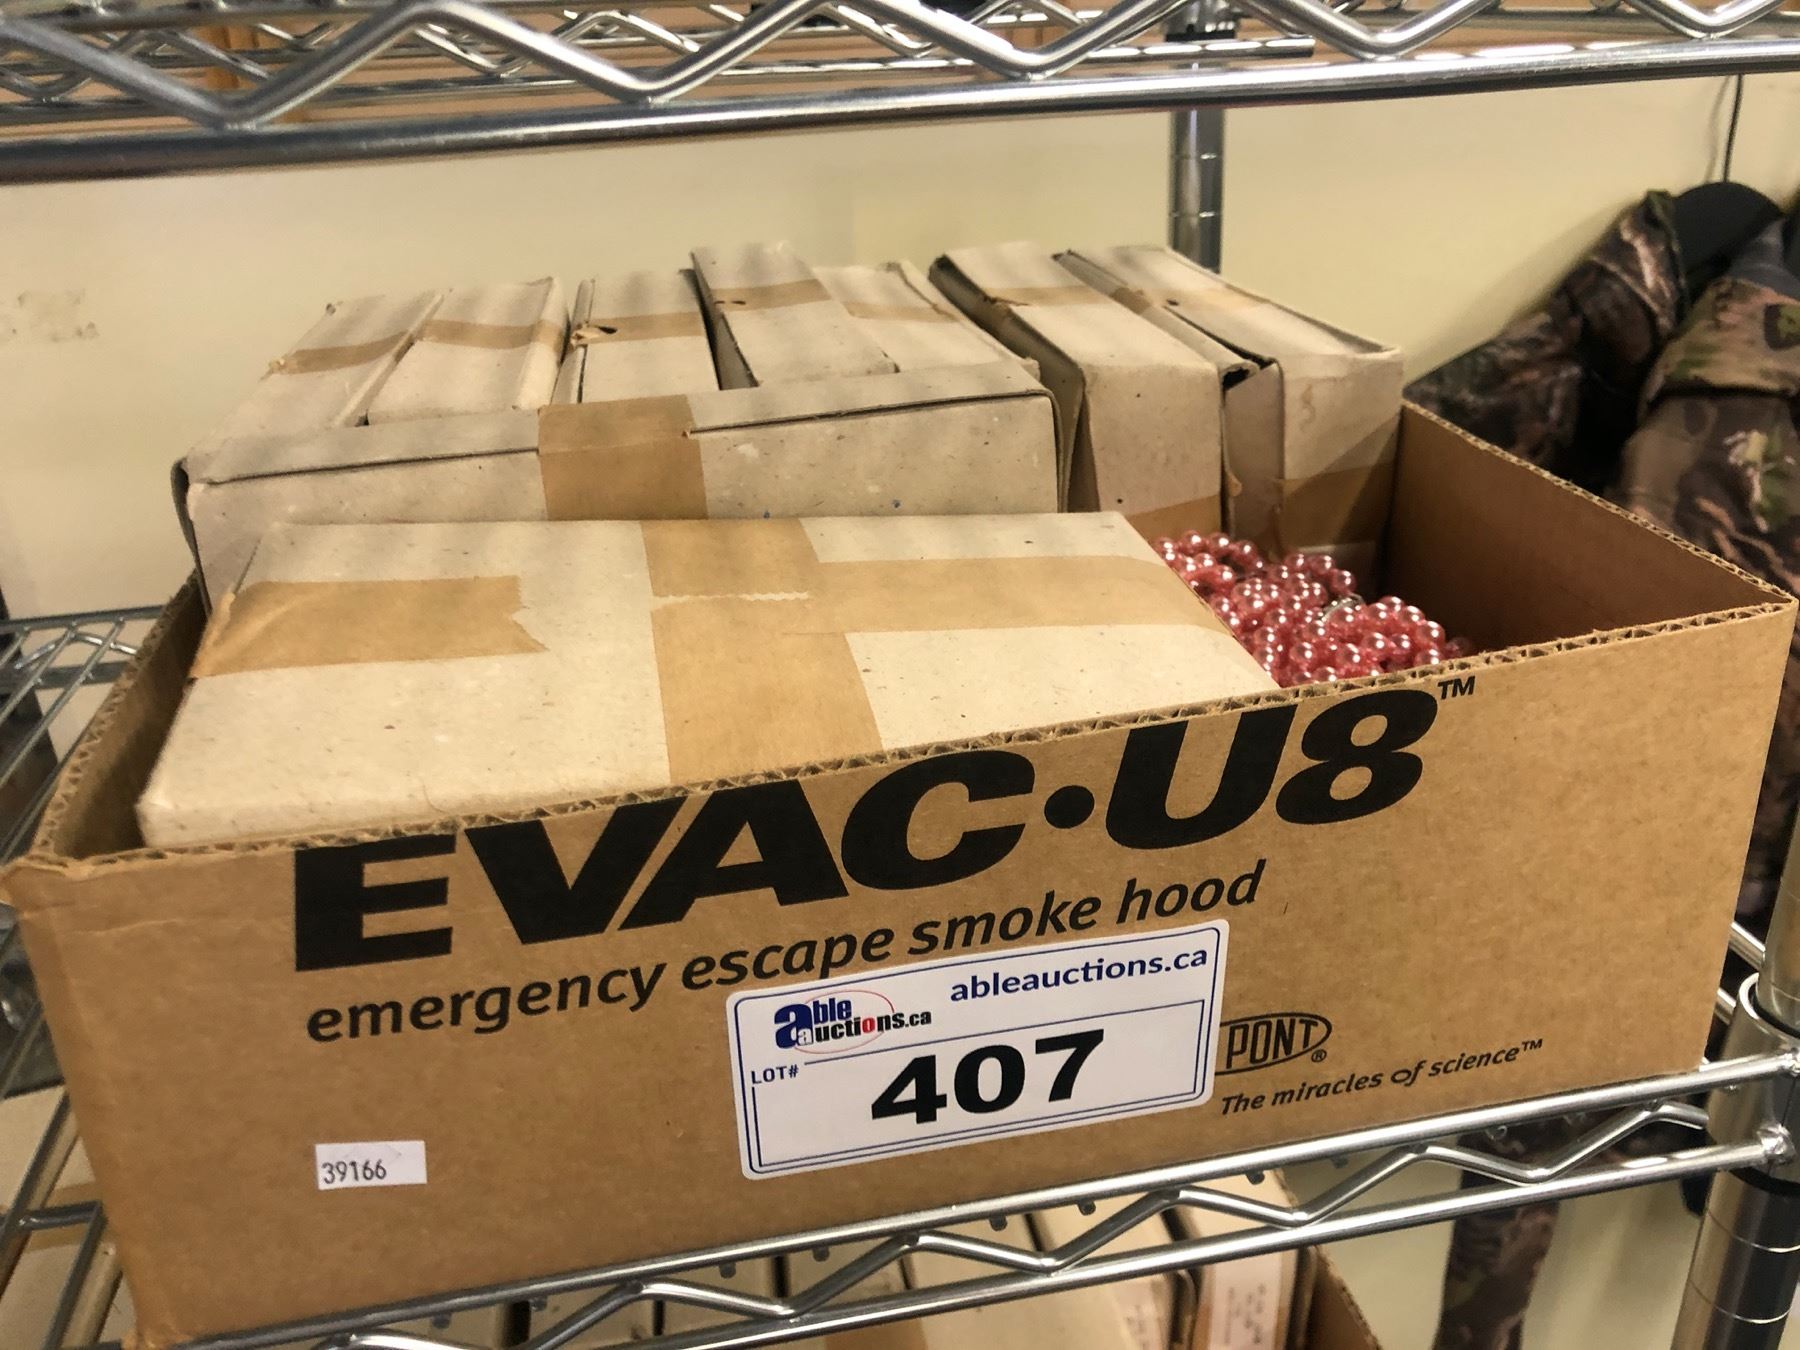 EVAC•U8™
emergency escape smoke hood
able auctions.ca
ableauctions.ca
LOT#
407
PONT®
The miracles of science™
39166